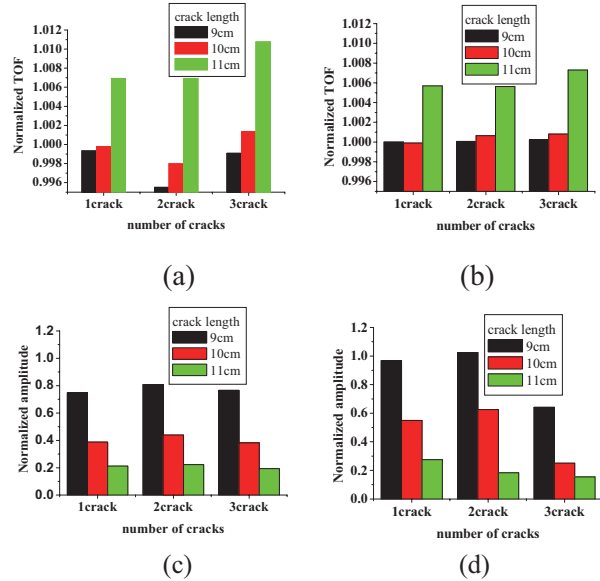 crack length
9cm
10cm
11cm
Normalized TOF
1.012
1.010
1.008
1.006
1.004
1.002
1.000
0.998
0.996
1crack
2crack
3crack
number of cracks
(a)
crack length
9cm
10cm
11cm
Normalized TOF
1.012
1.010
1.008
1.006
1.004
1.002
1.000
0.998
0.996
1crack
2crack
3crack
number of cracks
(b)
crack length
9cm
10cm
11cm
Normalized amplitude
1.2
1.0
0.8
0.6
0.4
0.2
0.0
1crack
2crack
3crack
number of cracks
(c)
crack length
9cm
10cm
11cm
Normalized amplitude
1.2
1.0
0.8
0.6
0.4
0.2
0.0
1crack
2crack
3crack
number of cracks
(d)